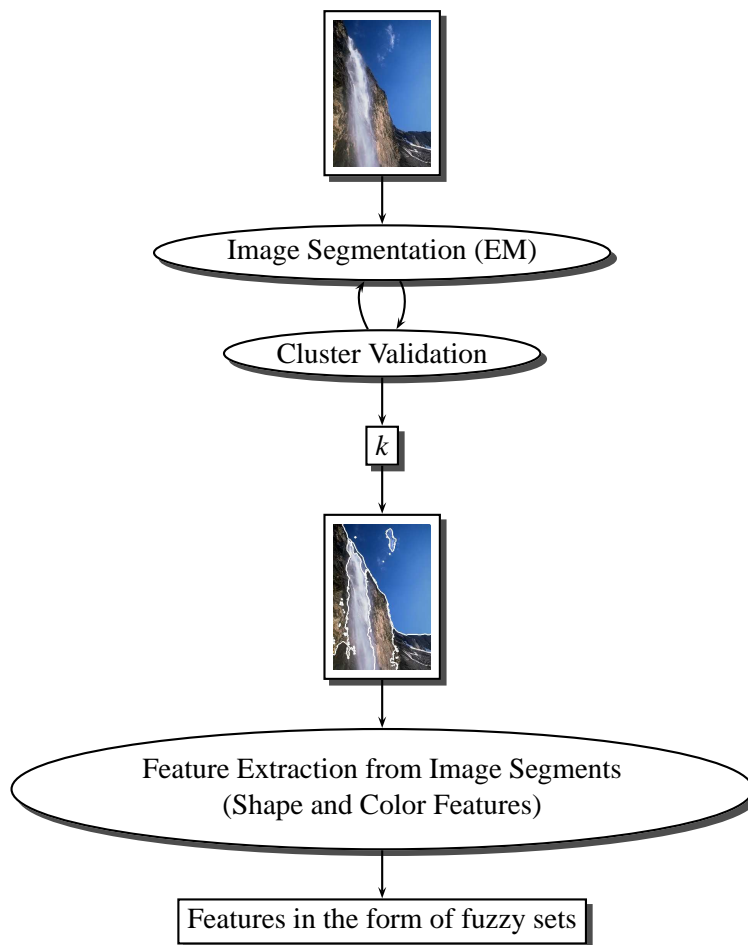 Image Segmentation (EM)
Cluster Validation
k
Feature Extraction from Image Segments
(Shape and Color Features)
Features in the form of fuzzy sets